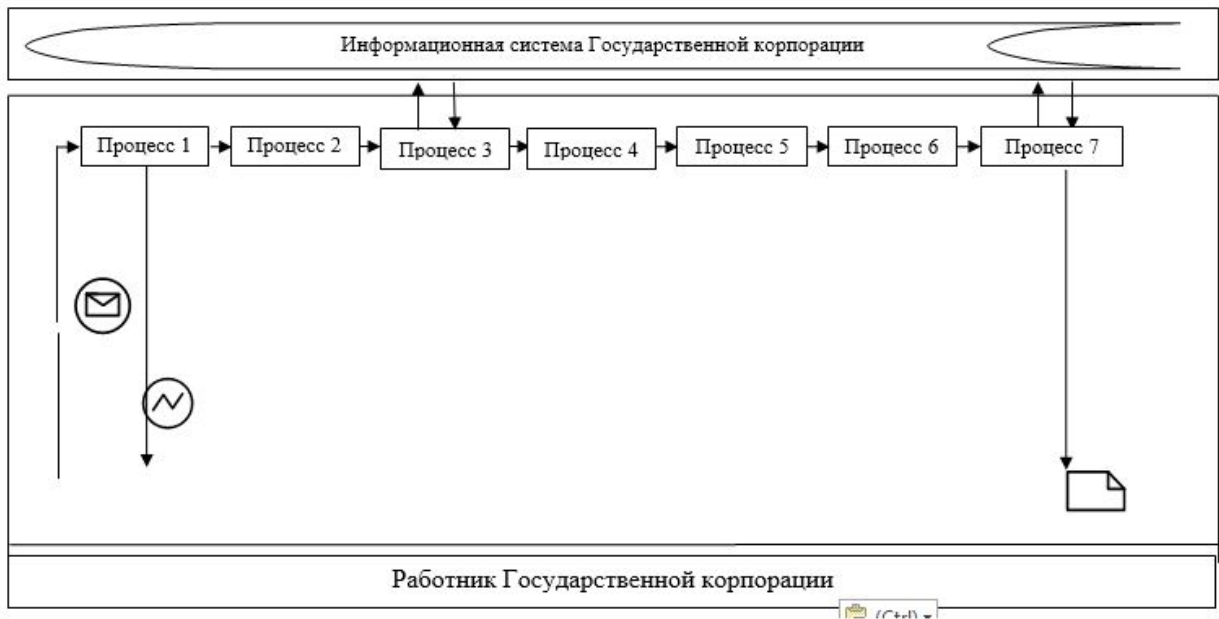 Информационная система Государственной корпорации
Процесс 1
Процесс 2
Процесс 3
Процесс 4
Процесс 5
Процесс 6
Процесс 7
Работник Государственной корпорации
(Ctrl)